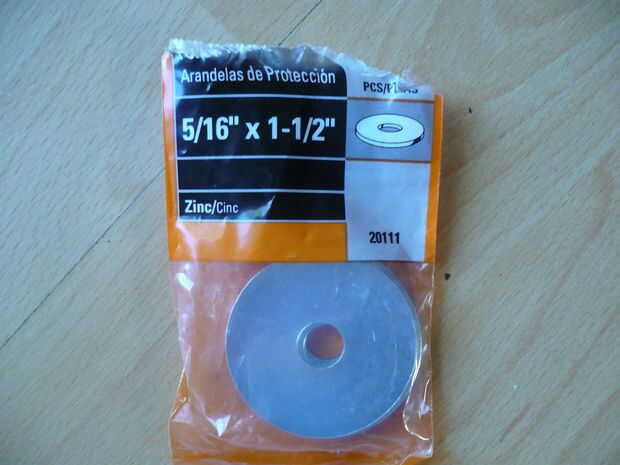 Arandelas de Protección
5/16" x 1-1/2"
Zinc/Cinc
20111